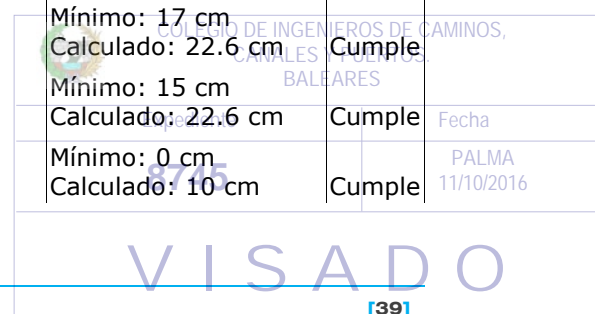 Mínimo: 17 cm
COLEGIO DE INGENIEROS DE CAMINOS,
Calculado: 22.6 cm Cumple
CANALES Y PUERTOS.
BALEARES
Mínimo: 15 cm
Calculado: 22.6 cm Cumple
Expediente Fecha
Mínimo: 0 cm
PALMA
8745 11/10/2016
Calculado: 10 cm Cumple
VISADO
[39]